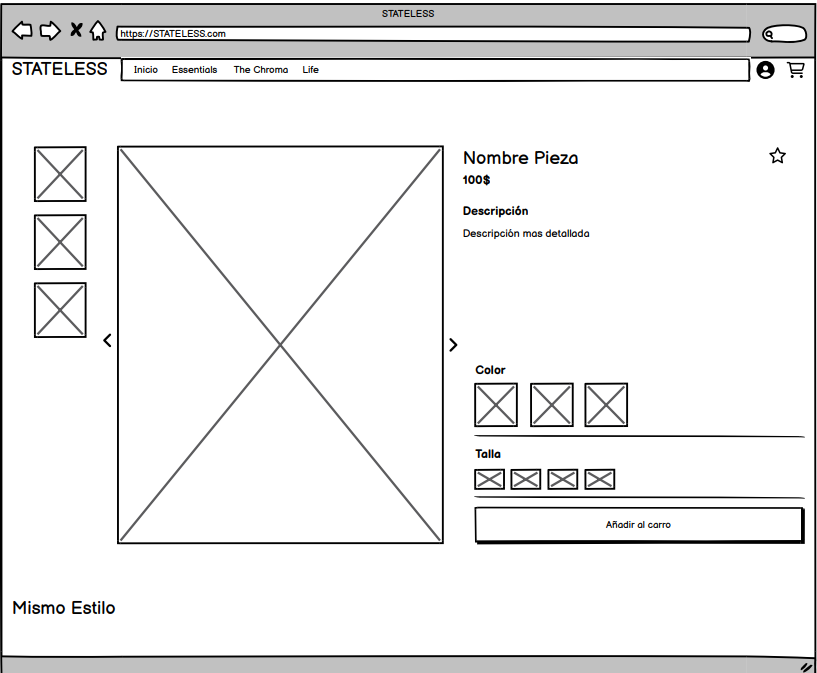 STATELESS
https://STATELESS.com
STATELESS
Inicio Essentials The Chroma Life
Nombre Pieza
100$
Descripción
Descripción mas detallada
Color
Talla
Añadir al carro
Mismo Estilo